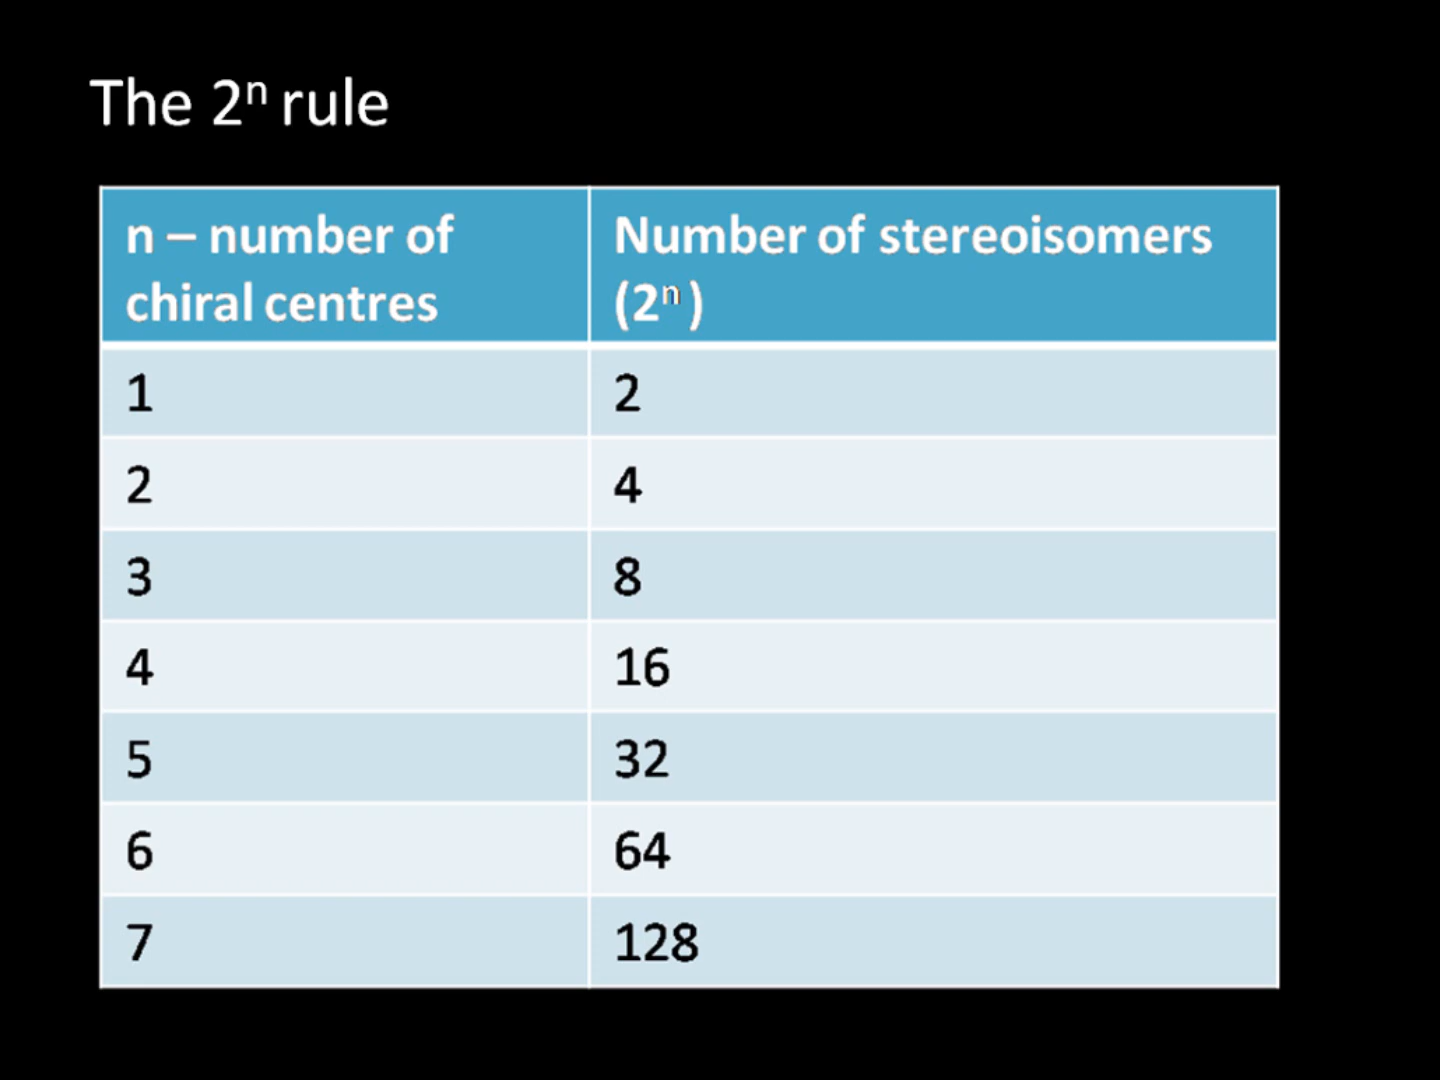 The 2ⁿ rule
n – number of
chiral centres
Number of stereoisomers
(2ⁿ )
1
2
2
4
3
8
4
16
5
32
6
64
7
128